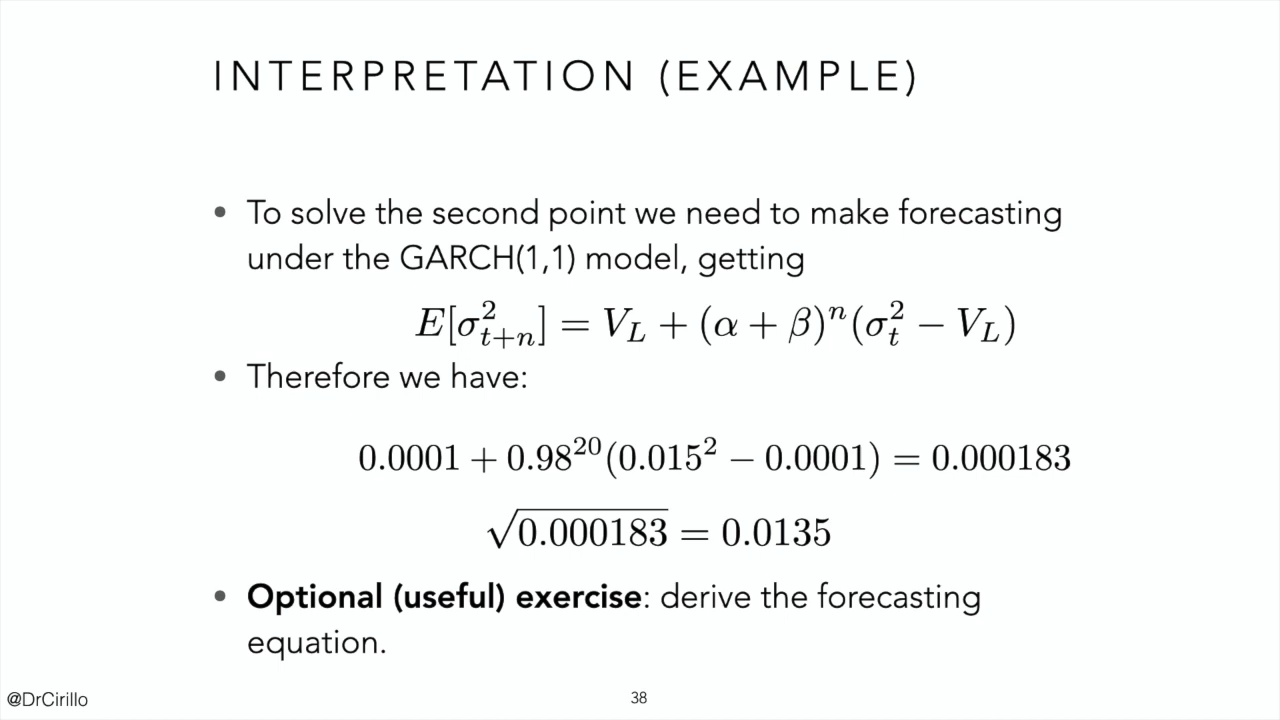 INTERPRETATION (EXAMPLE)
• To solve the second point we need to make forecasting
under the GARCH(1,1) model, getting
E[σ²ₜ₊ₙ] = V_L + (α + β)ⁿ(σ²ₜ − V_L)
• Therefore we have:
0.0001 + 0.98²⁰(0.015² − 0.0001) = 0.000183
√0.000183 = 0.0135
• Optional (useful) exercise: derive the forecasting
equation.
@DrCirillo
38